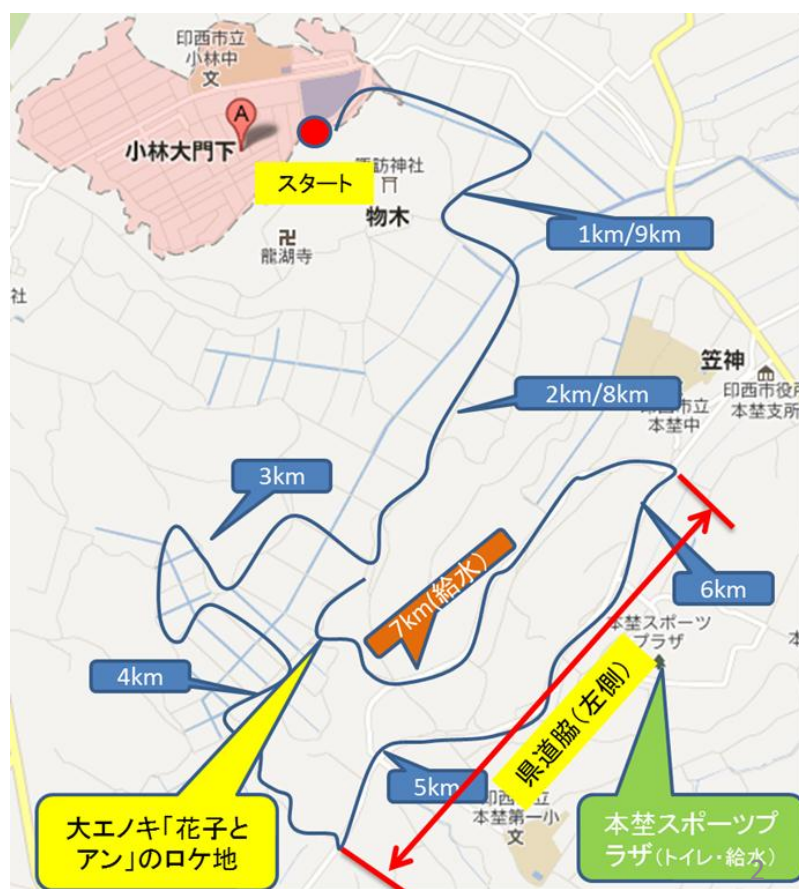 印西市立
小林中
文
A
小林大門下
スタート
諏訪神社
物木
卍
龍湖寺
1km/9km
社
笠神
2km/8km
印西市立
本埜中
印西市役所
本埜支所
3km
7km(給水)
6km
本埜スポーツ
プラザ
4km
県道脇(左側)
5km
本埜第一小
文
大エノキ「花子と
アン」のロケ地
本埜スポーツプ
ラザ(トイレ・給水)
2